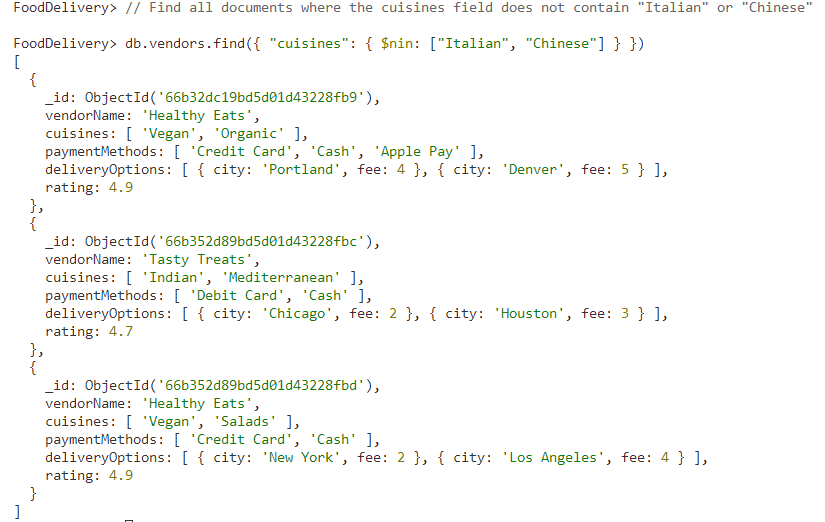 FoodDelivery> // Find all documents where the cuisines field does not contain "Italian" or "Chinese"
FoodDelivery> db.vendors.find({ "cuisines": { $nin: ["Italian", "Chinese"] } })
[
  {
    _id: ObjectId('66b32dc19bd5d01d43228fb9'),
    vendorName: 'Healthy Eats',
    cuisines: [ 'Vegan', 'Organic' ],
    paymentMethods: [ 'Credit Card', 'Cash', 'Apple Pay' ],
    deliveryOptions: [ { city: 'Portland', fee: 4 }, { city: 'Denver', fee: 5 } ],
    rating: 4.9
  },
  {
    _id: ObjectId('66b352d89bd5d01d43228fbc'),
    vendorName: 'Tasty Treats',
    cuisines: [ 'Indian', 'Mediterranean' ],
    paymentMethods: [ 'Debit Card', 'Cash' ],
    deliveryOptions: [ { city: 'Chicago', fee: 2 }, { city: 'Houston', fee: 3 } ],
    rating: 4.7
  },
  {
    _id: ObjectId('66b352d89bd5d01d43228fbd'),
    vendorName: 'Healthy Eats',
    cuisines: [ 'Vegan', 'Salads' ],
    paymentMethods: [ 'Credit Card', 'Cash' ],
    deliveryOptions: [ { city: 'New York', fee: 2 }, { city: 'Los Angeles', fee: 4 } ],
    rating: 4.9
  }
]